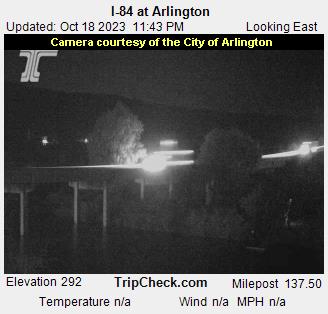 I-84 at Arlington
Updated: Oct 18 2023 11:43 PM Looking East
Camera courtesy of the City of Arlington
Elevation 292 TripCheck.com Milepost 137.50
Temperature n/a Wind n/a MPH n/a